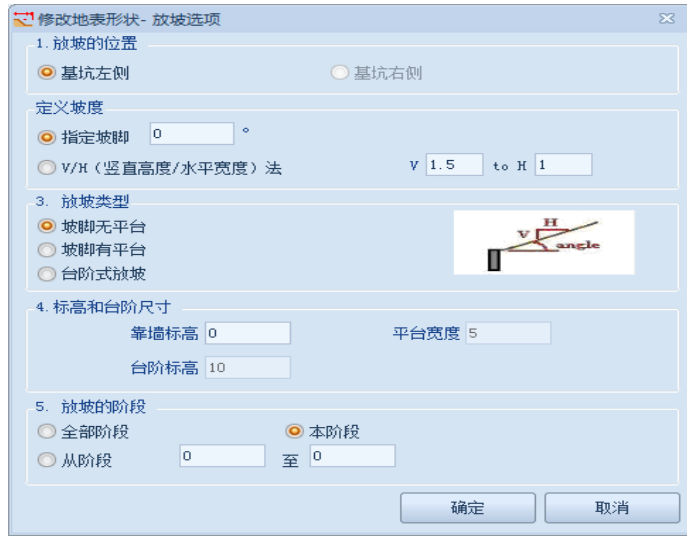 修改地表形状- 放坡选项
1.放坡的位置
基坑左侧 基坑右侧
定义坡度
指定坡脚 0 °
V/H（竖直高度/水平宽度）法 V 1.5 to H 1
3. 放坡类型
坡脚无平台
坡脚有平台
台阶式放坡
H
V
angle
4.标高和台阶尺寸
靠墙标高 0 平台宽度 5
台阶标高 10
5. 放坡的阶段
全部阶段 本阶段
从阶段 0 至 0
确定 取消